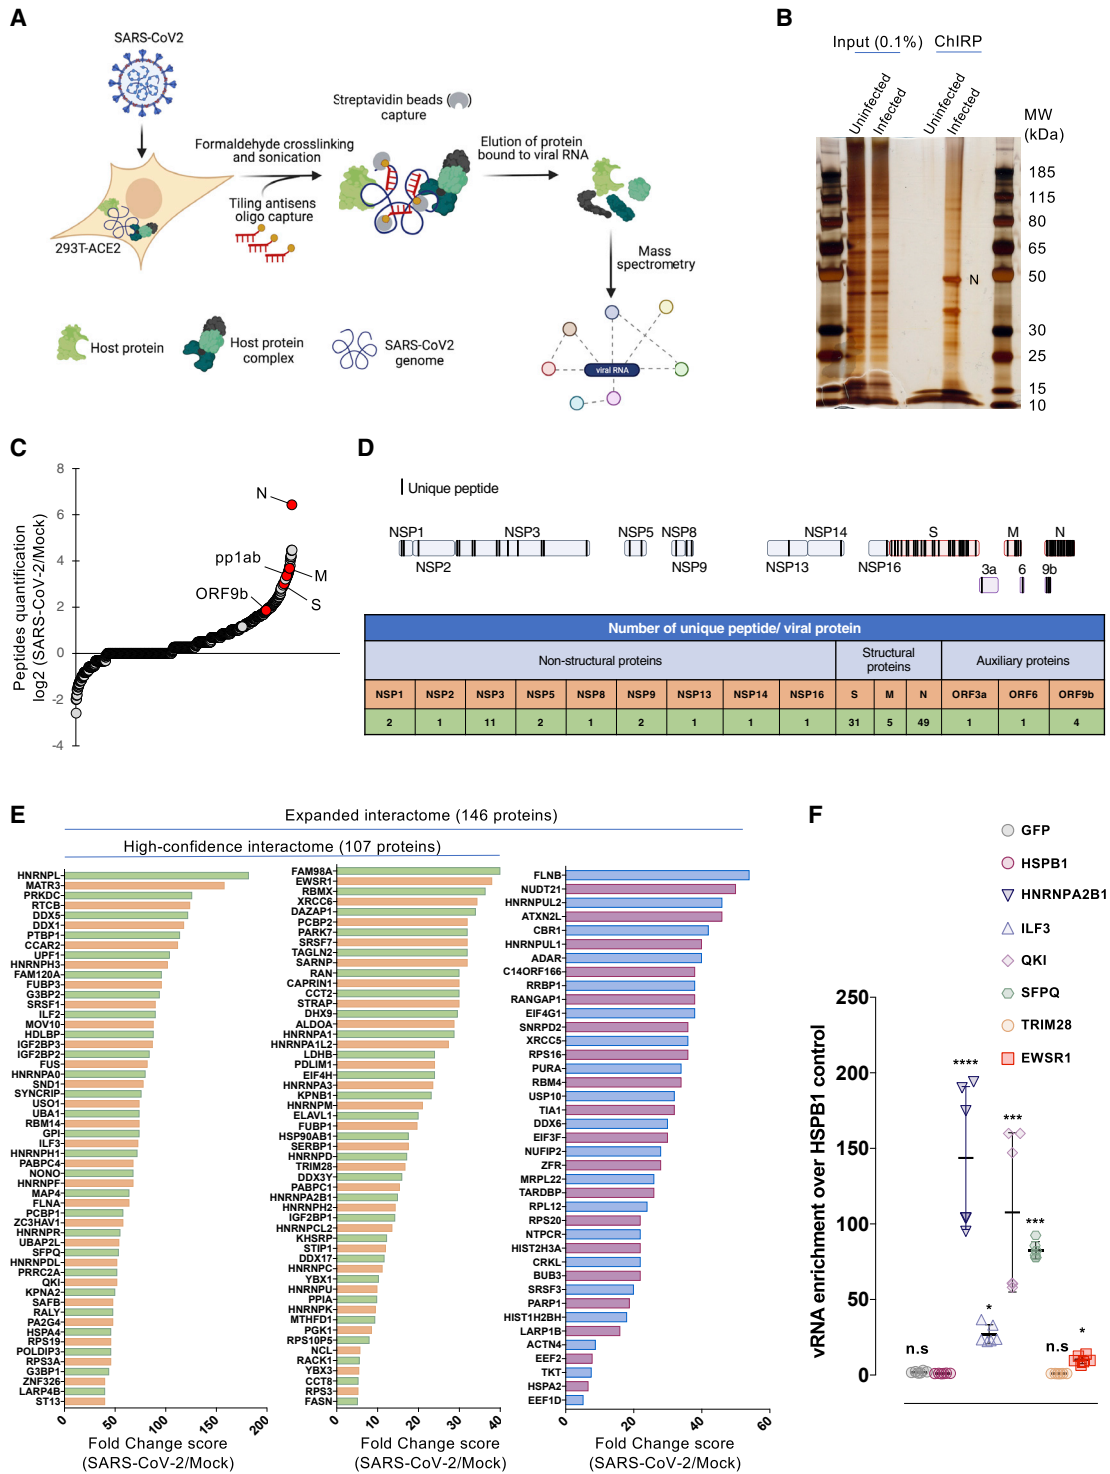 A
SARS-CoV2
293T-ACE2
Formaldehyde crosslinking
and sonication
Tiling antisens
oligo capture
Streptavidin beads ( )
capture
Elution of protein
bound to viral RNA
Mass
spectrometry
viral RNA
Host protein
Host protein
complex
SARS-CoV2
genome
B
Input (0.1%) ChIRP
Uninfected
Infected
Uninfected
Infected
MW
(kDa)
185
115
80
65
50
30
25
15
10
N
C
Peptides quantification
log2 (SARS-CoV-2/Mock)
8
6
4
2
0
-2
-4
N
pp1ab
M
ORF9b
S
D
Unique peptide
NSP1 NSP3 NSP5 NSP8 NSP14 S M N
NSP2 NSP9 NSP13 NSP16 3a 6 9b
Number of unique peptide/ viral protein
Non-structural proteins
Structural
proteins
Auxiliary proteins
NSP1 NSP2 NSP3 NSP5 NSP8 NSP9 NSP13 NSP14 NSP16 S M N ORF3a ORF6 ORF9b
2 1 11 2 1 2 1 1 1 31 5 49 1 1 4
E
Expanded interactome (146 proteins)
High-confidence interactome (107 proteins)
HNRNPL
MATR3
PRKDC
RTCB
DDX5
DDX1
PTBP1
CCAR2
UPF1
HNRNPH3
FAM120A
FUBP3
G3BP2
SRSF1
ILF2
MOV10
HDLBP
IGF2BP3
IGF2BP2
FUS
HNRNPA0
SND1
SYNCRIP
USO1
UBA1
RBM14
GPI
ILF3
HNRNPH1
PABPC4
NONO
HNRNPF
MAP4
FLNA
PCBP1
ZC3HAV1
HNRNPR
UBAP2L
SFPQ
HNRNPDL
PRRC2A
QKI
KPNA2
SAFB
RALY
PA2G4
HSPA4
RPS19
POLDIP3
RPS3A
G3BP1
ZNF326
LARP4B
ST13
0 50 100 150 200
Fold Change score
(SARS-CoV-2/Mock)
FAM98A
EWSR1
RBMX
XRCC6
DAZAP1
PCBP2
PARK7
SRSF7
TAGLN2
SARNP
RAN
CAPRIN1
CCT2
STRAP
DHX9
ALDOA
HNRNPA1
HNRNPA1L2
LDHB
PDLIM1
EIF4H
HNRNPA3
KPNB1
HNRNPM
ELAVL1
FUBP1
HSP90AB1
SERBP1
HNRNPD
TRIM28
DDX3Y
PABPC1
HNRNPA2B1
HNRNPH2
IGF2BP1
HNRNPCL2
KHSRP
STIP1
DDX17
HNRNPC
YBX1
HNRNPU
PPIA
HNRNPK
MTHFD1
PGK1
RPS10P5
NCL
RACK1
YBX3
CCT8
RPS3
FASN
0 10 20 30 40
Fold Change score
(SARS-CoV-2/Mock)
FLNB
NUDT21
HNRNPUL2
ATXN2L
CBR1
HNRNPUL1
ADAR
C14ORF166
RRBP1
RANGAP1
EIF4G1
SNRPD2
XRCC5
RPS16
PURA
RBM4
USP10
TIA1
DDX6
EIF3F
NUFIP2
ZFR
MRPL22
TARDBP
RPL12
RPS20
NTPCR
HIST2H3A
CRKL
BUB3
SRSF3
PARP1
HIST1H2BH
LARP1B
ACTN4
EEF2
TKT
HSPA2
EEF1D
0 20 40 60
Fold Change score
(SARS-CoV-2/Mock)
F
GFP
HSPB1
HNRNPA2B1
ILF3
QKI
SFPQ
TRIM28
EWSR1
vRNA enrichment over HSPB1 control
250
200
150
100
50
0
n.s
****
*
***
***
n.s
*